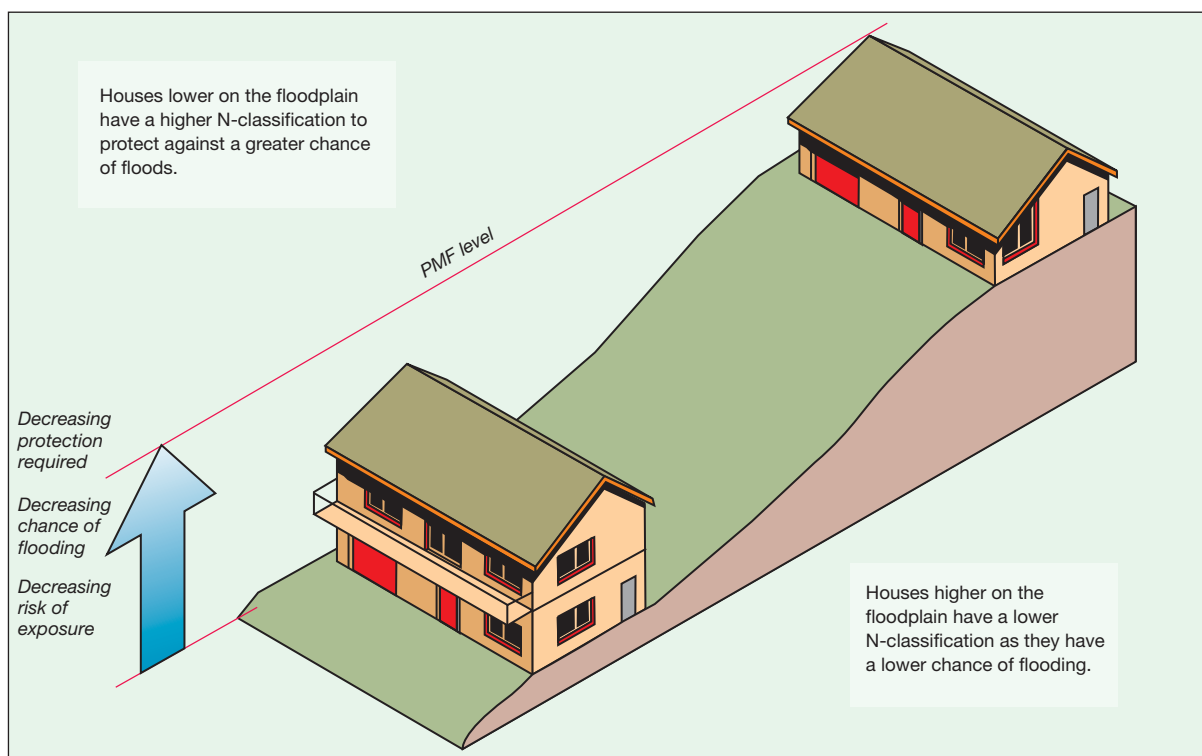 Houses lower on the floodplain
have a higher N-classification to
protect against a greater chance
of floods.
PMF level
Decreasing
protection
required
Decreasing
chance of
flooding
Decreasing
risk of
exposure
Houses higher on the
floodplain have a lower
N-classification as they have
a lower chance of flooding.